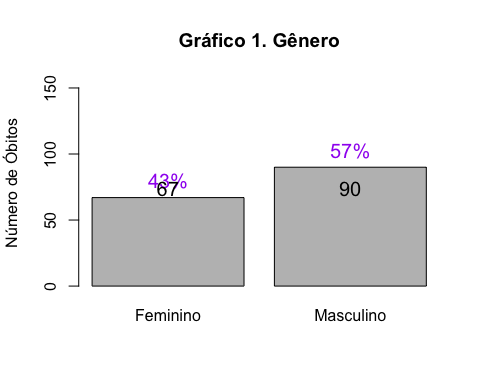 Gráfico 1. Gênero
Número de Óbitos
150
100
50
0
43%
67
57%
90
Feminino
Masculino